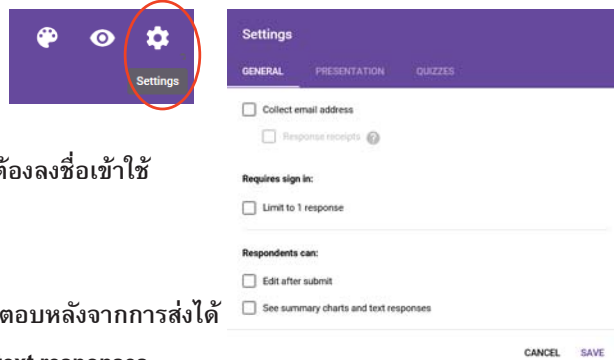 Settings
Settings
GENERAL PRESENTATION QUIZZES
Collect email address
Response receipts ?
ต้องลงชื่อเข้าใช้
Requires sign in:
Limit to 1 response
Respondents can:
Edit after submit
See summary charts and text responses
ตอบหลังจากการส่งได้
CANCEL SAVE